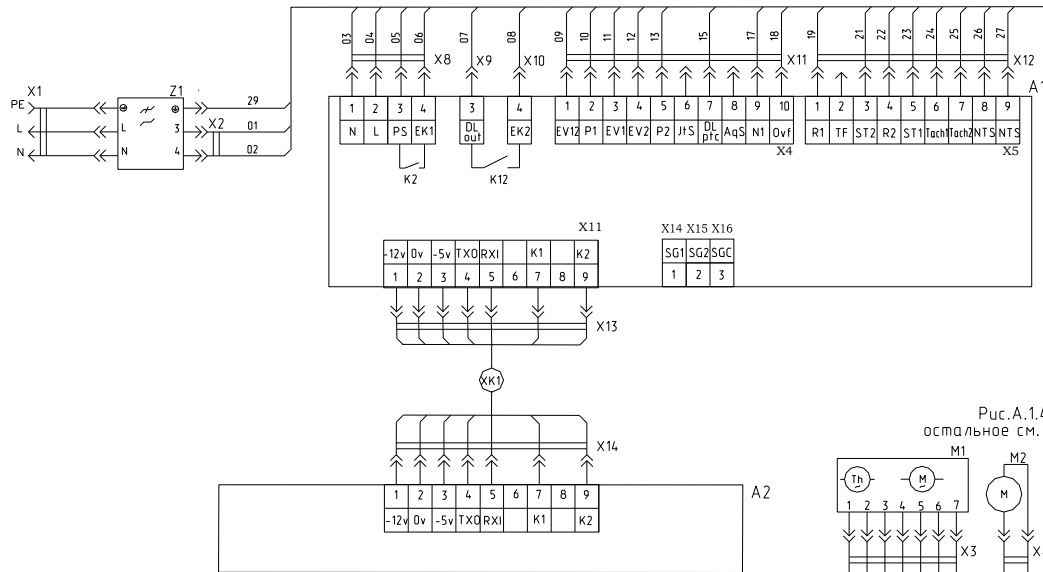 03 04 05 06 07 08 09 10 11 12 13 15 17 18 19 21 22 23 24 25 26 27
X8 X9 X10 X11 X12
X1 Z1 A1
PE 29
L L 3 X2 01
N N 4 02
1 2 3 4 3 4 1 2 3 4 5 6 7 8 9 10 1 2 3 4 5 6 7 8 9
N L PS EK1 DL out EK2 EV12 P1 EV1 EV2 P2 JtS DL ptc AqS N1 Ovf R1 TF ST2 R2 ST1 Tach1 Tach2 NTS NTS
X4 X5
K2 K12
X11 X14 X15 X16
-12v 0v -5v TX0 RXI K1 K2 SG1 SG2 SGC
1 2 3 4 5 6 7 8 9 1 2 3
X13
XK1
Рис.А.1.4
остальное см.
X14 M1 M2
Th M M
A2
1 2 3 4 5 6 7 8 9 1 2 3 4 5 6 7
-12v 0v -5v TX0 RXI K1 K2
X3